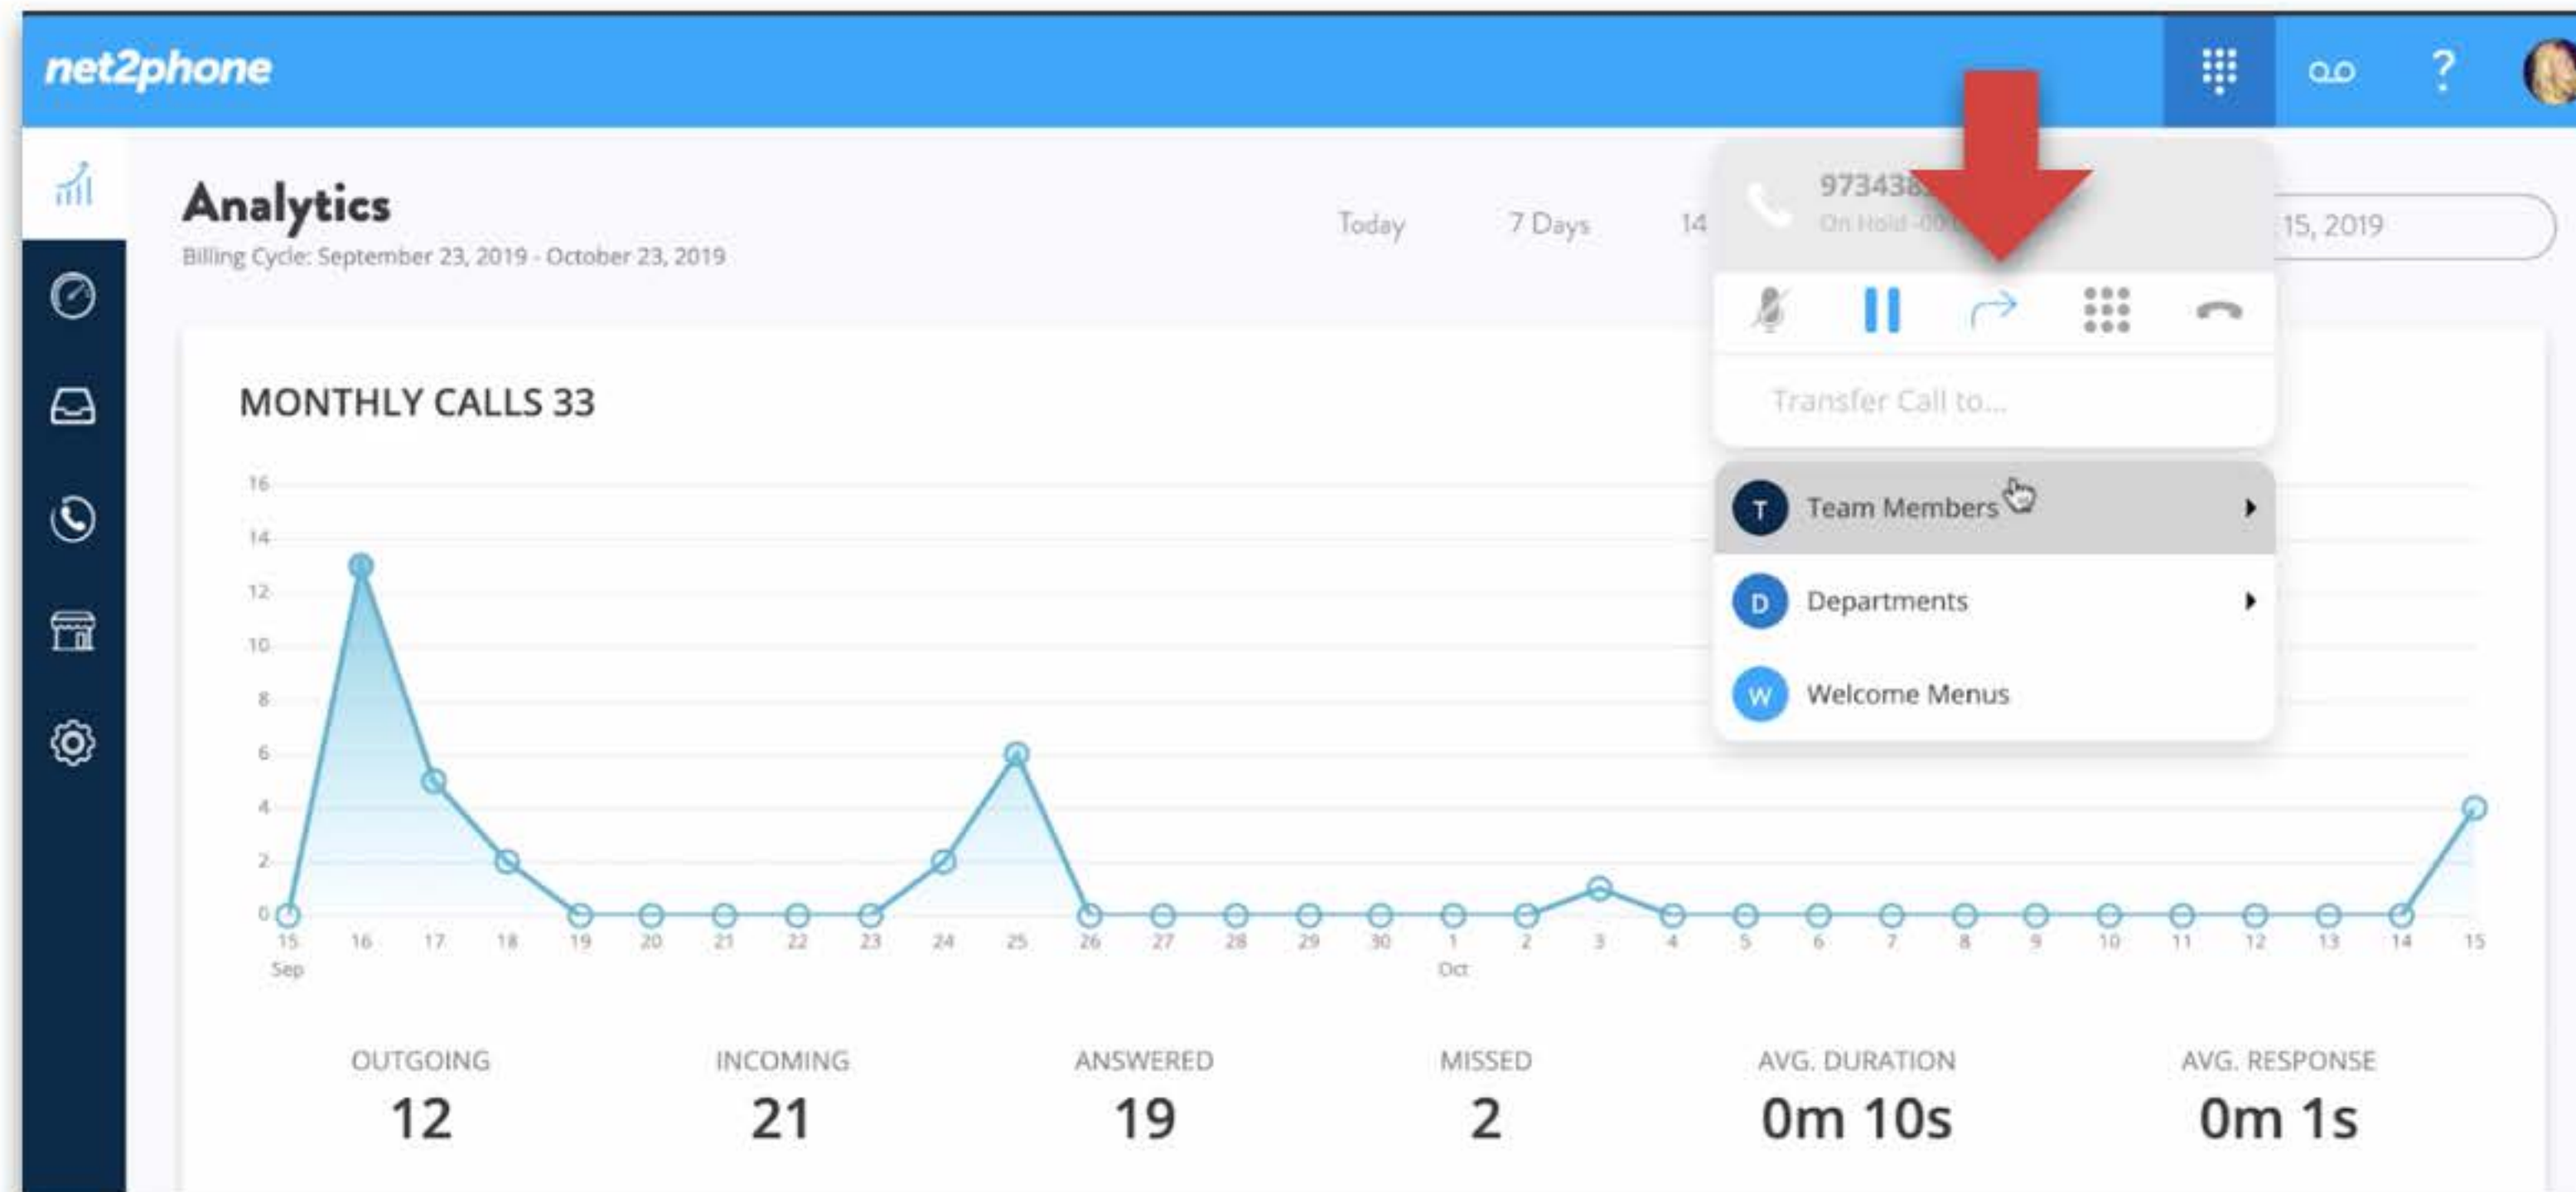 net2phone
?
Analytics
Billing Cycle: September 23, 2019 - October 23, 2019
Today 7 Days 14
15, 2019
On Hold
Transfer Call to...
T Team Members
D Departments
W Welcome Menus
MONTHLY CALLS 33
16
14
12
10
8
6
4
2
0
15 16 17 18 19 20 21 22 23 24 25 26 27 28 29 30 1 2 3 4 5 6 7 8 9 10 11 12 13 14 15
Sep Oct
OUTGOING INCOMING ANSWERED MISSED AVG. DURATION AVG. RESPONSE
12 21 19 2 0m 10s 0m 1s